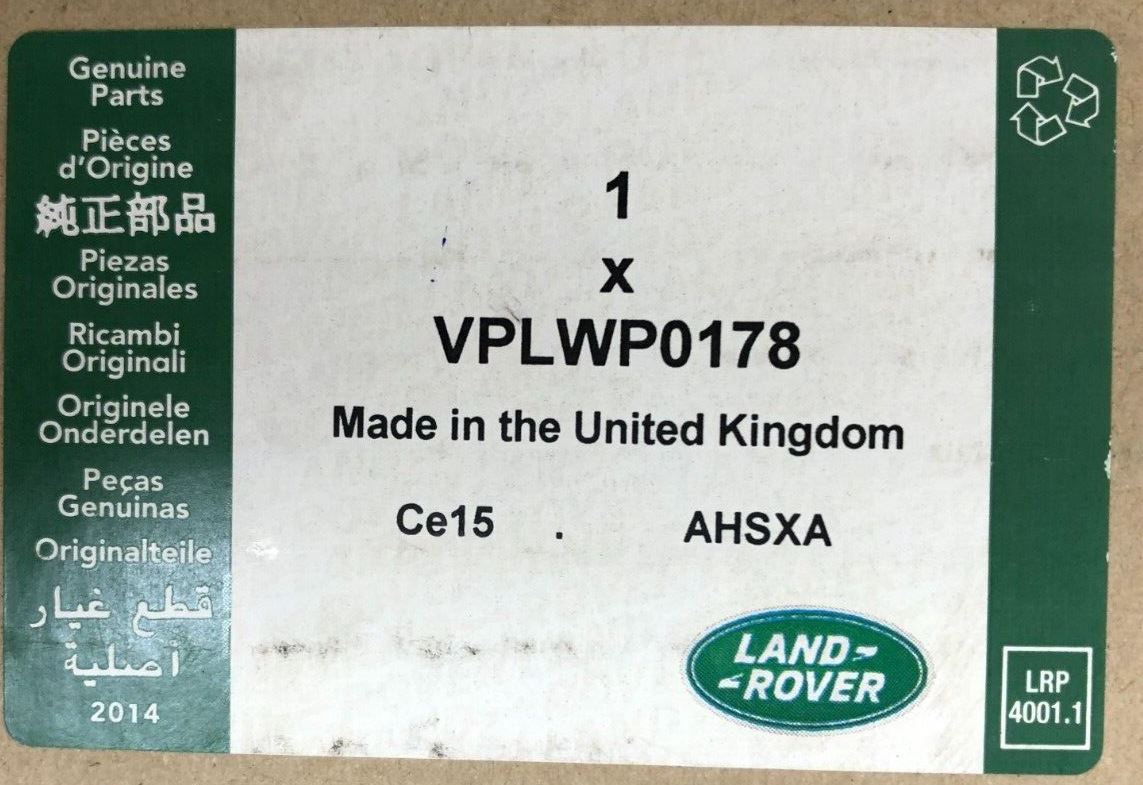 Genuine
Parts
Pièces
d'Origine
純正部品
Piezas
Originales
Ricambi
Originali
Originele
Onderdelen
Peças
Genuinas
Originalteile
قطع غيار
أصلية
2014
1
x
VPLWP0178
Made in the United Kingdom
Ce15 . AHSXA
LAND
ROVER
LRP
4001.1